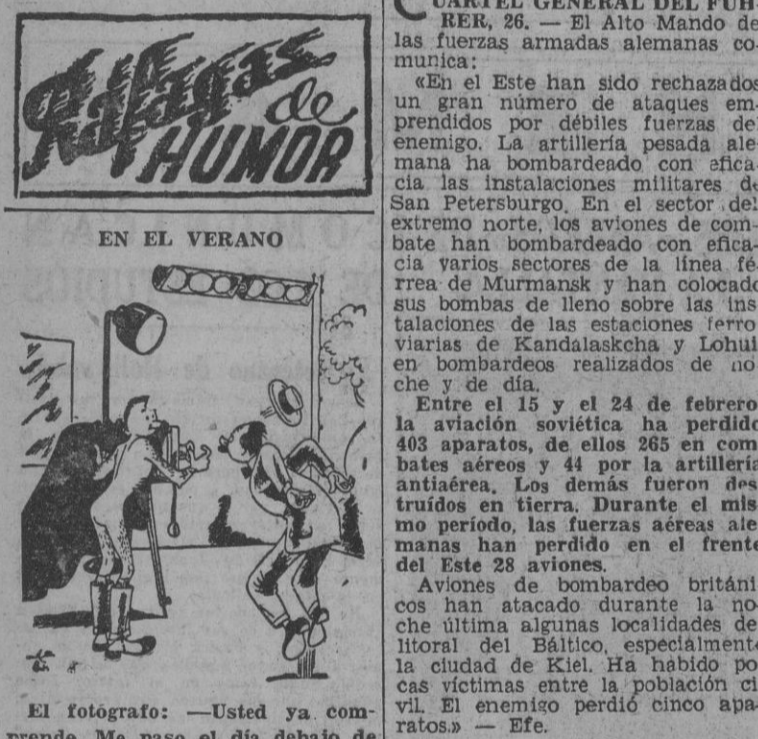 Ráfagas
de
HUMOR
EN EL VERANO
El fotógrafo: —Usted ya com-
prende. Me paso el día debajo de
CUARTEL GENERAL DEL FUH-
RER, 26. — El Alto Mando de
las fuerzas armadas alemanas co-
munica:
«En el Este han sido rechazados
un gran número de ataques em-
prendidos por débiles fuerzas del
enemigo. La artillería pesada ale-
mana ha bombardeado con efica-
cia las instalaciones militares de
San Petersburgo. En el sector del
extremo norte, los aviones de com-
bate han bombardeado con efica-
cia varios sectores de la línea fé-
rrea de Murmansk y han colocado
sus bombas de lleno sobre las ins
talaciones de las estaciones ferro
viarias de Kandalaskcha y Lohui
en bombardeos realizados de no
che y de día.
Entre el 15 y el 24 de febrero
la aviación soviética ha perdido
403 aparatos, de ellos 265 en com
bates aéreos y 44 por la artillería
antiaérea. Los demás fueron des
truídos en tierra. Durante el mis
mo período, las fuerzas aéreas ale
manas han perdido en el frente
del Este 28 aviones.
Aviones de bombardeo británi
cos han atacado durante la no
che última algunas localidades del
litoral del Báltico, especialmente
la ciudad de Kiel. Ha habido po
cas víctimas entre la población ci
vil. El enemigo perdió cinco apa-
ratos.» — Efe.